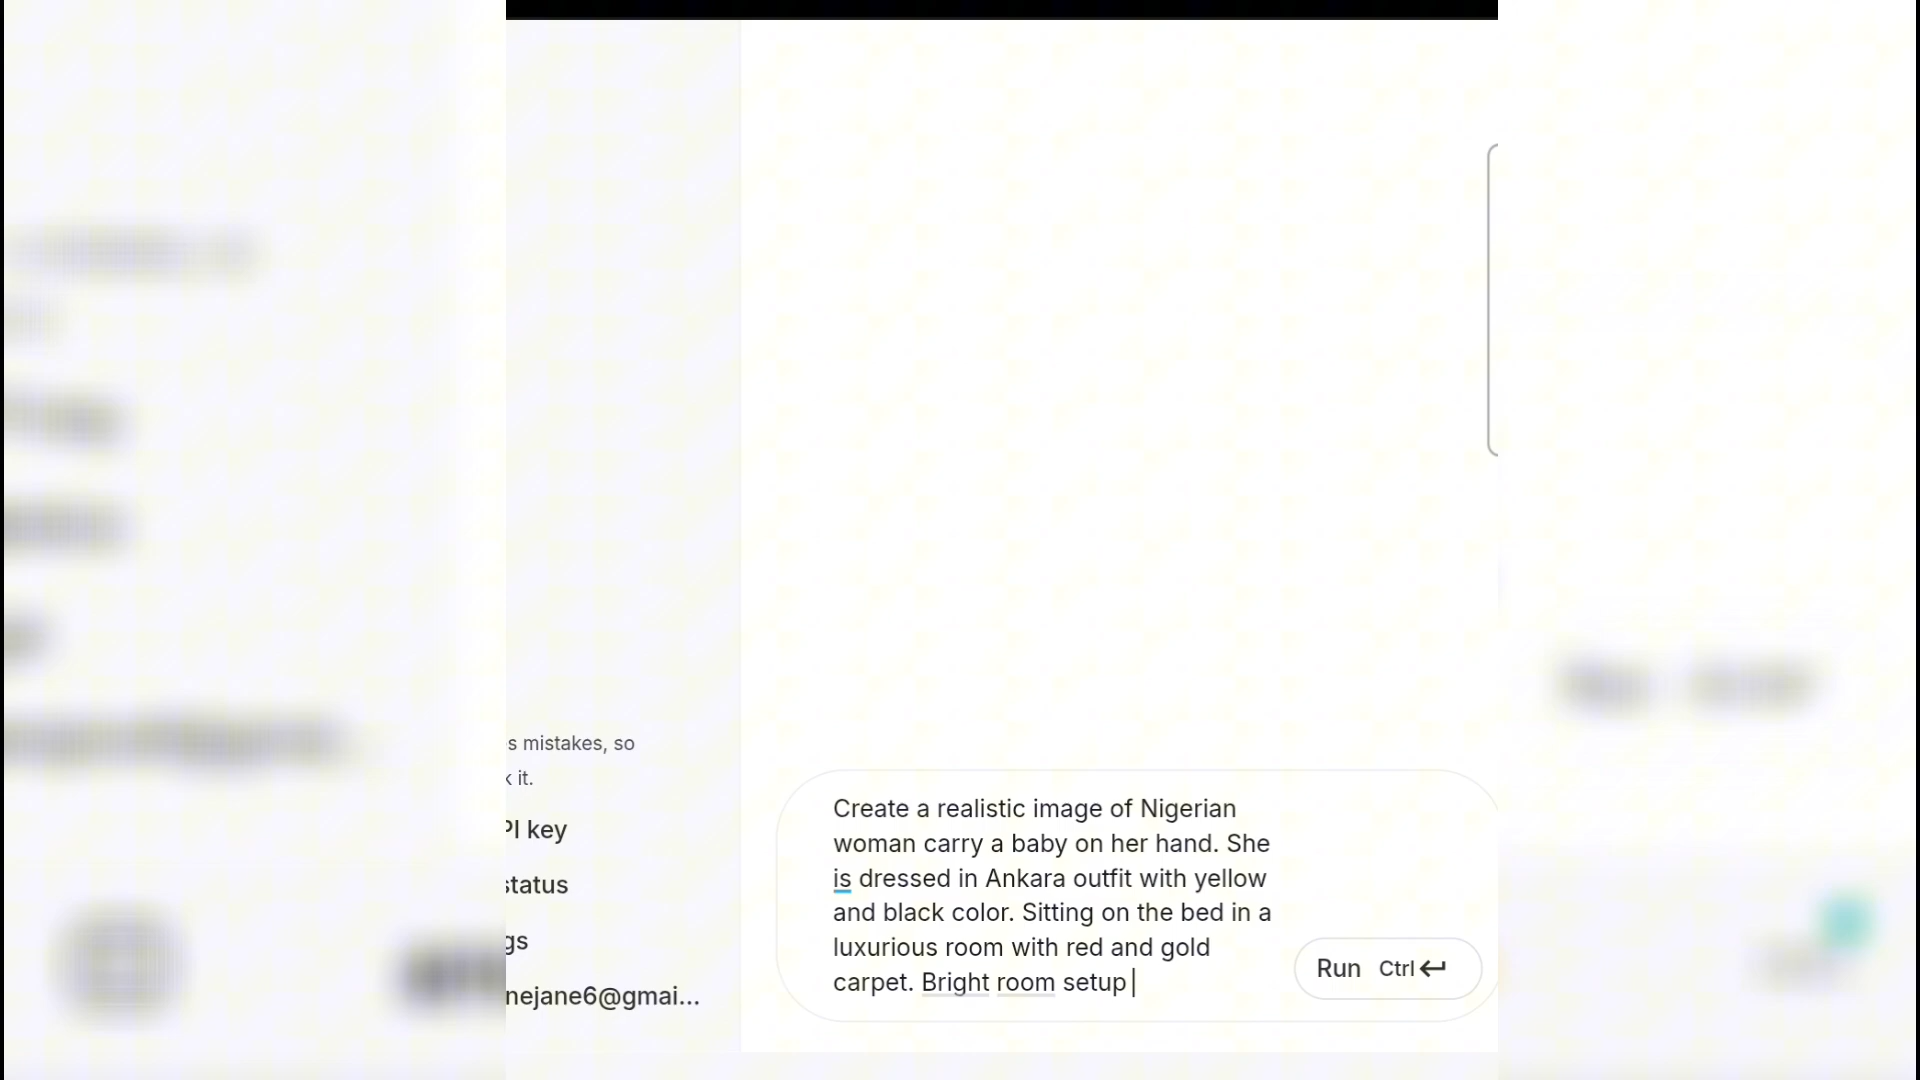 s mistakes, so
k it.
PI key
status
gs
nejane6@gmai...
Create a realistic image of Nigerian
woman carry a baby on her hand. She
is dressed in Ankara outfit with yellow
and black color. Sitting on the bed in a
luxurious room with red and gold
carpet. Bright room setup
Run Ctrl